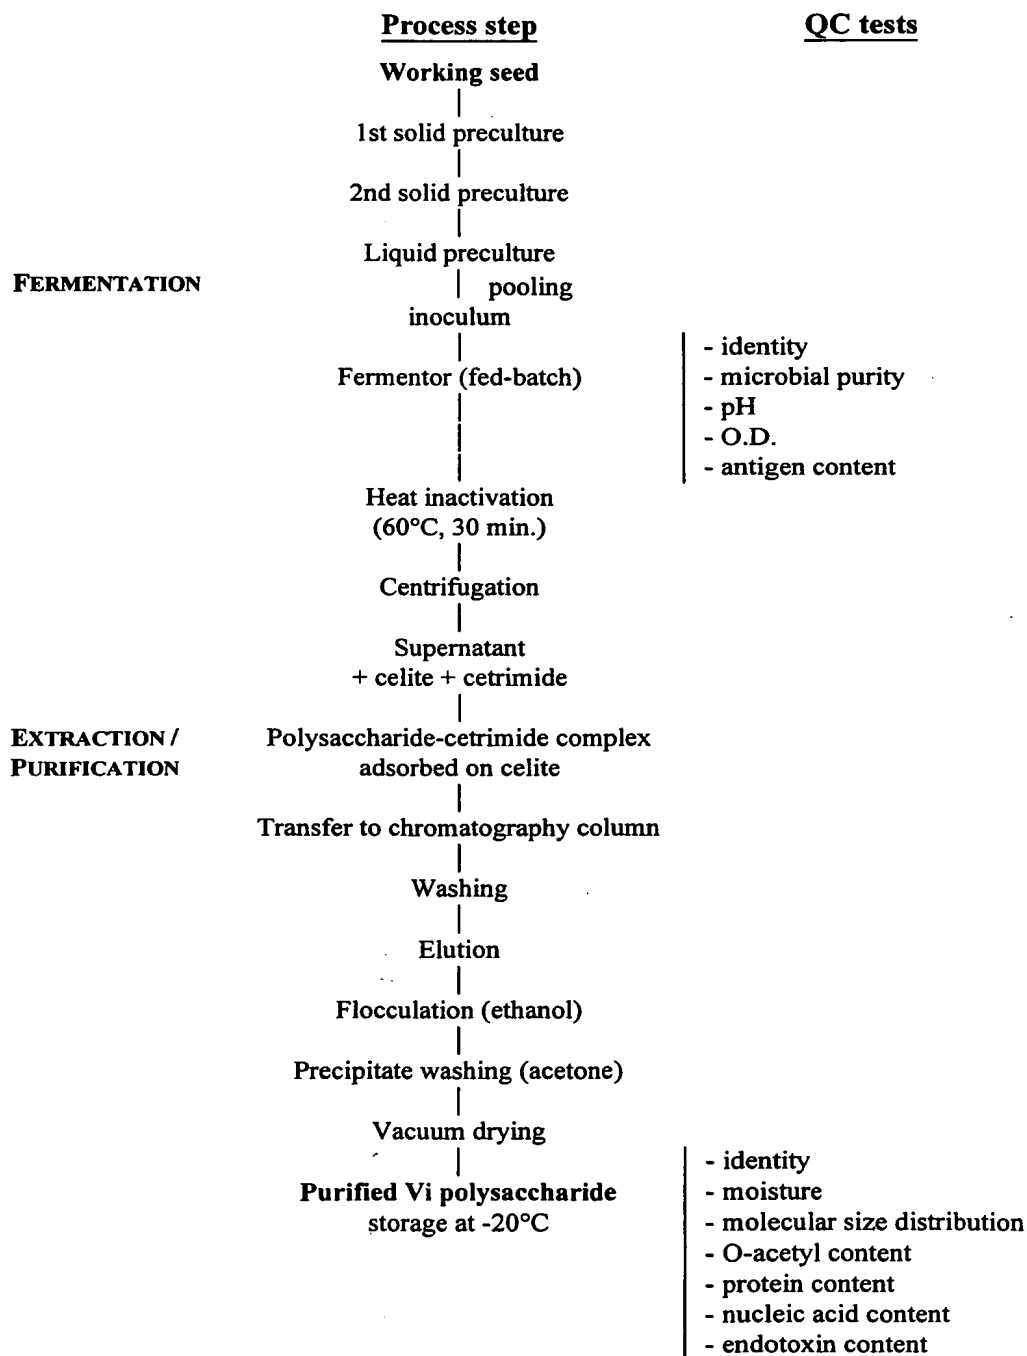 Process step QC tests
Working seed
1st solid preculture
2nd solid preculture
Liquid preculture
FERMENTATION pooling
inoculum
- identity
Fermentor (fed-batch) - microbial purity
- pH
- O.D.
- antigen content
Heat inactivation
(60°C, 30 min.)
Centrifugation
Supernatant
+ celite + cetrimide
EXTRACTION / Polysaccharide-cetrimide complex
PURIFICATION adsorbed on celite
Transfer to chromatography column
Washing
Elution
Flocculation (ethanol)
Precipitate washing (acetone)
Vacuum drying
- identity
Purified Vi polysaccharide - moisture
storage at -20°C - molecular size distribution
- O-acetyl content
- protein content
- nucleic acid content
- endotoxin content